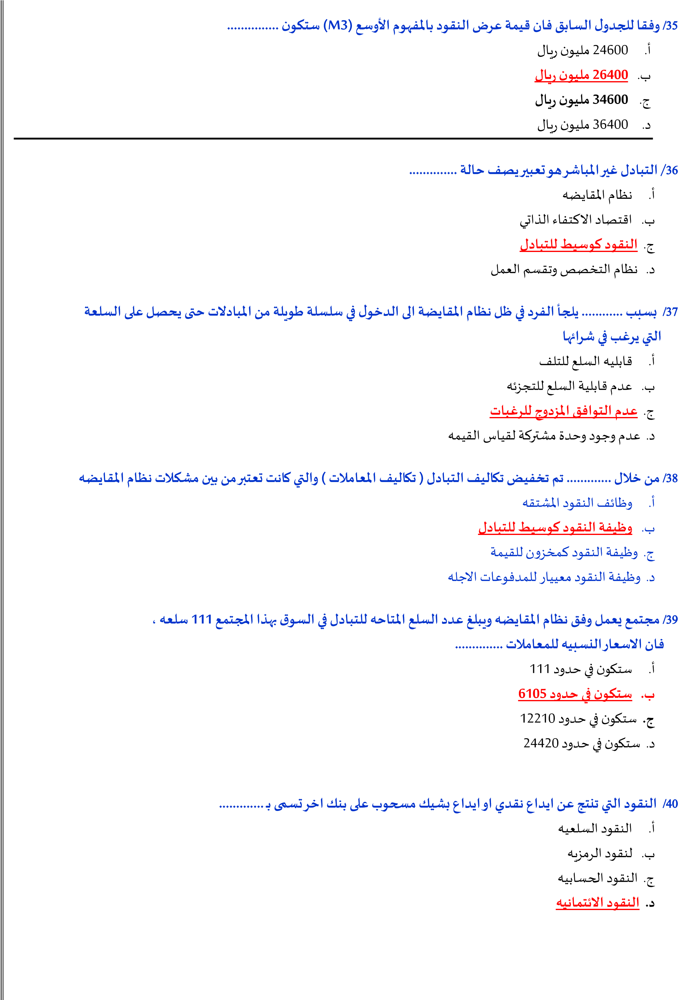 35/ وفقا للجدول السابق فان قيمة عرض النقود بالمفهوم الأوسع (M3) ستكون ...............
أ. 24600 مليون ريال
ب. 26400 مليون ريال
ج. 34600 مليون ريال
د. 36400 مليون ريال
36/ التبادل غير المباشر هو تعبير يصف حالة ..............
أ. نظام المقايضه
ب. اقتصاد الاكتفاء الذاتي
ج. النقود كوسيط للتبادل
د. نظام التخصص وتقسم العمل
37/ بسبب ............ يلجأ الفرد في ظل نظام المقايضة الى الدخول في سلسلة طويلة من المبادلات حتى يحصل على السلعة
التي يرغب في شرائها
أ. قابليه السلع للتلف
ب. عدم قابلية السلع للتجزئه
ج. عدم التوافق المزدوج للرغبات
د. عدم وجود وحدة مشتركة لقياس القيمه
38/ من خلال ............. تم تخفيض تكاليف التبادل ( تكاليف المعاملات ) والتي كانت تعتبر من بين مشكلات نظام المقايضه
أ. وظائف النقود المشتقه
ب. وظيفة النقود كوسيط للتبادل
ج. وظيفة النقود كمخزون للقيمة
د. وظيفة النقود معييار للمدفوعات الاجله
39/ مجتمع يعمل وفق نظام المقايضه ويبلغ عدد السلع المتاحه للتبادل في السوق بهذا المجتمع 111 سلعه ،
فان الاسعار النسبيه للمعاملات ..............
أ. ستكون في حدود 111
ب. ستكون في حدود 6105
ج. ستكون في حدود 12210
د. ستكون في حدود 24420
40/ النقود التي تنتج عن ايداع نقدي او ايداع بشيك مسحوب على بنك اخر تسمى بـ .............
أ. النقود السلعيه
ب. لنقود الرمزيه
ج. النقود الحسابيه
د. النقود الائتمانيه